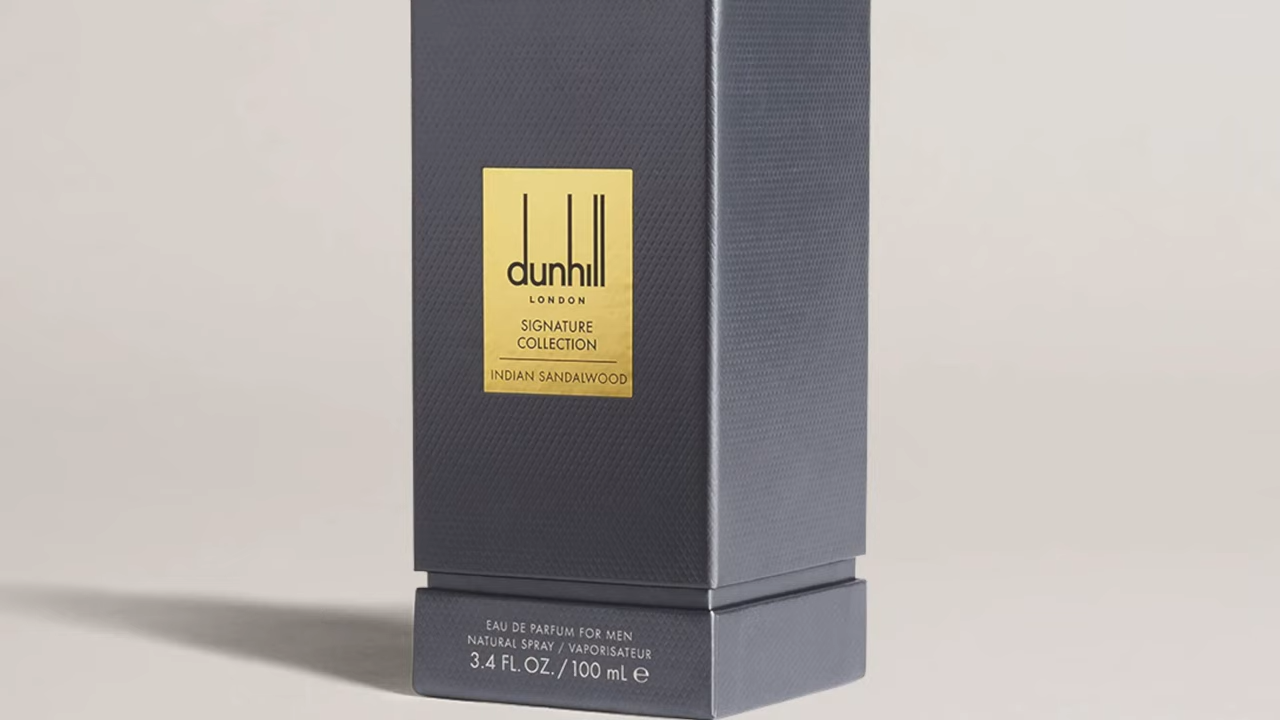 dunhill
LONDON
SIGNATURE
COLLECTION
INDIAN SANDALWOOD
EAU DE PARFUM FOR MEN
NATURAL SPRAY / VAPORISATEUR
3.4 FL. OZ. / 100 mL ℮